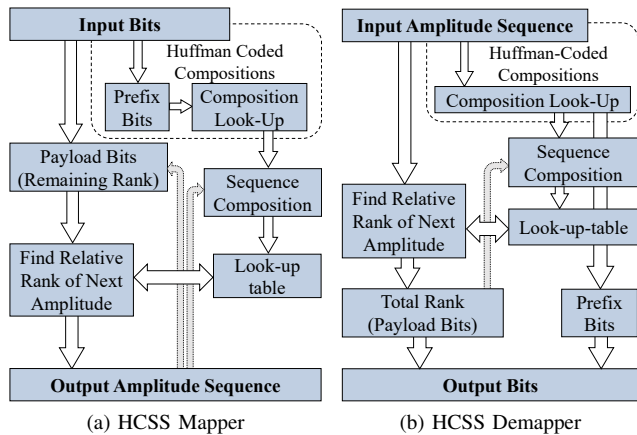 Input Bits
Huffman Coded
Compositions
Prefix
Bits
Composition
Look-Up
Payload Bits
(Remaining Rank)
Sequence
Composition
Find Relative
Rank of Next
Amplitude
Look-up
table
Output Amplitude Sequence
(a) HCSS Mapper
Input Amplitude Sequence
Huffman-Coded
Compositions
Composition Look-Up
Sequence
Composition
Find Relative
Rank of Next
Amplitude
Look-up-table
Total Rank
(Payload Bits)
Prefix
Bits
Output Bits
(b) HCSS Demapper